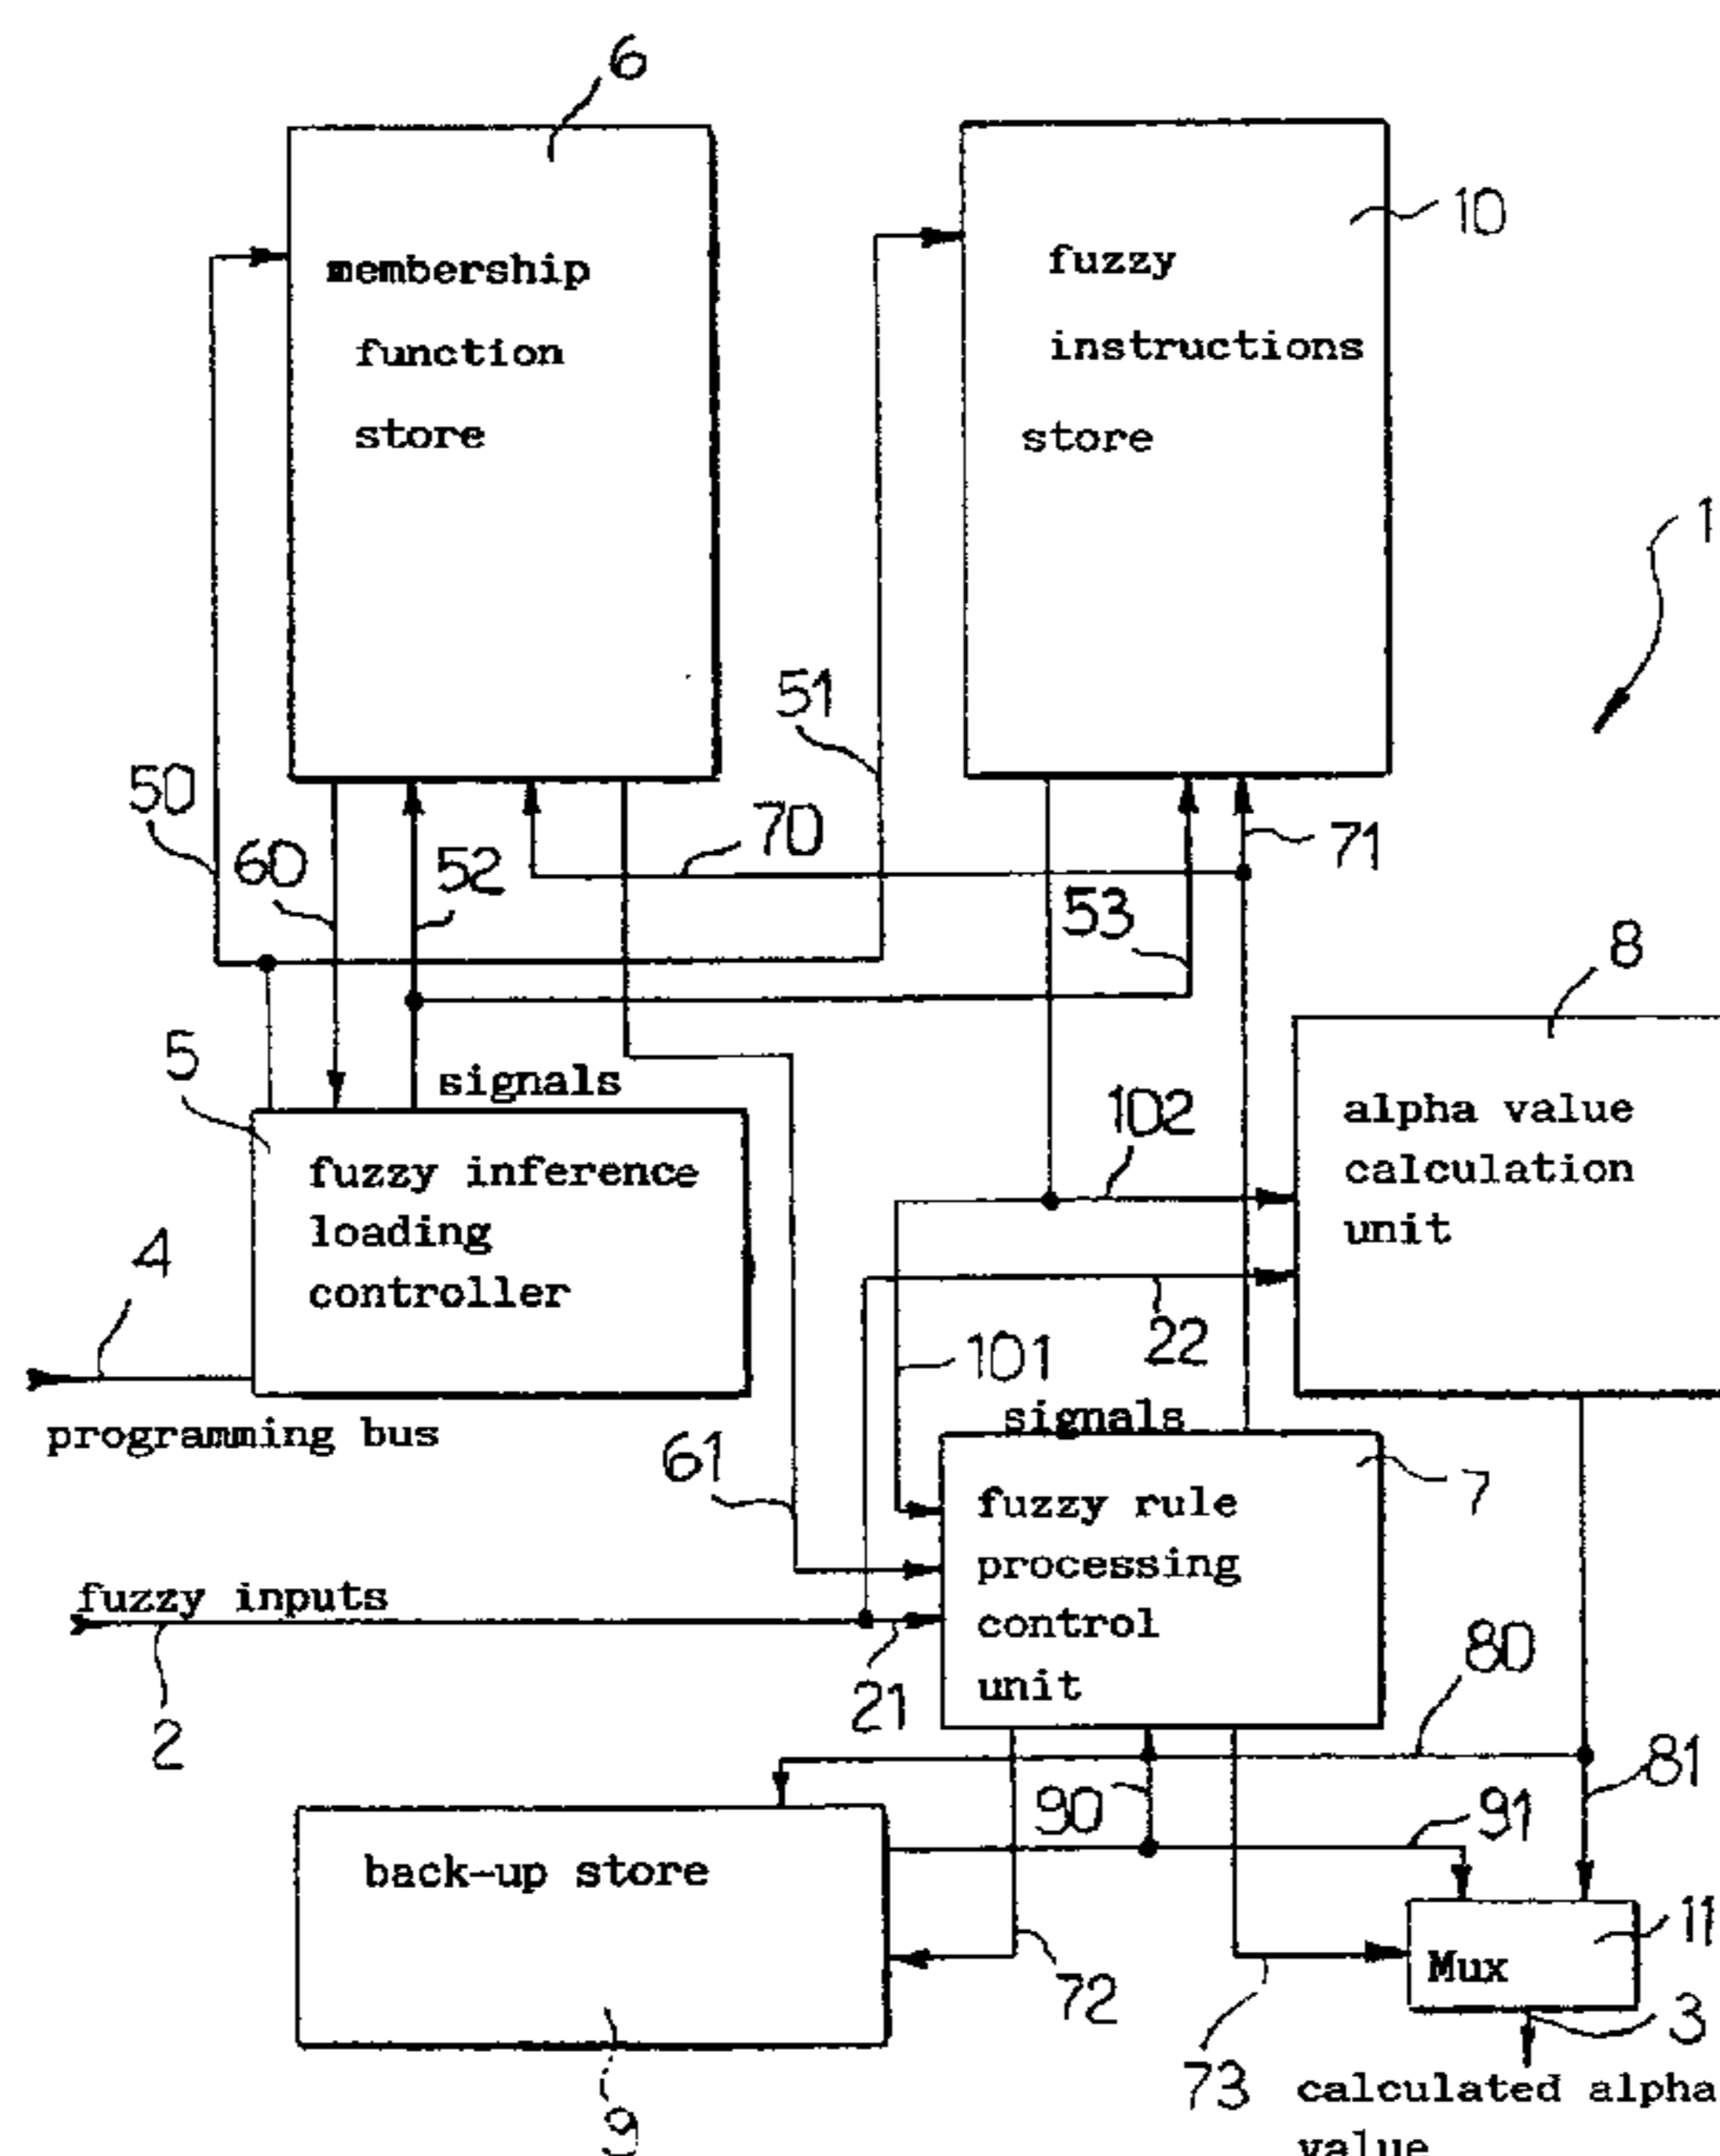 6
10
membership
function
store
fuzzy
instructions
store
1
51
50
70
71
60
52
53
8
5
signals
102
alpha value
calculation
unit
fuzzy inference
loading
controller
4
22
101
programming bus
signals
61
7
fuzzy rule
processing
control
unit
fuzzy inputs
2
21
80
81
90
91
back-up store
11
Mux
72
3
73
calculated alpha
value
9